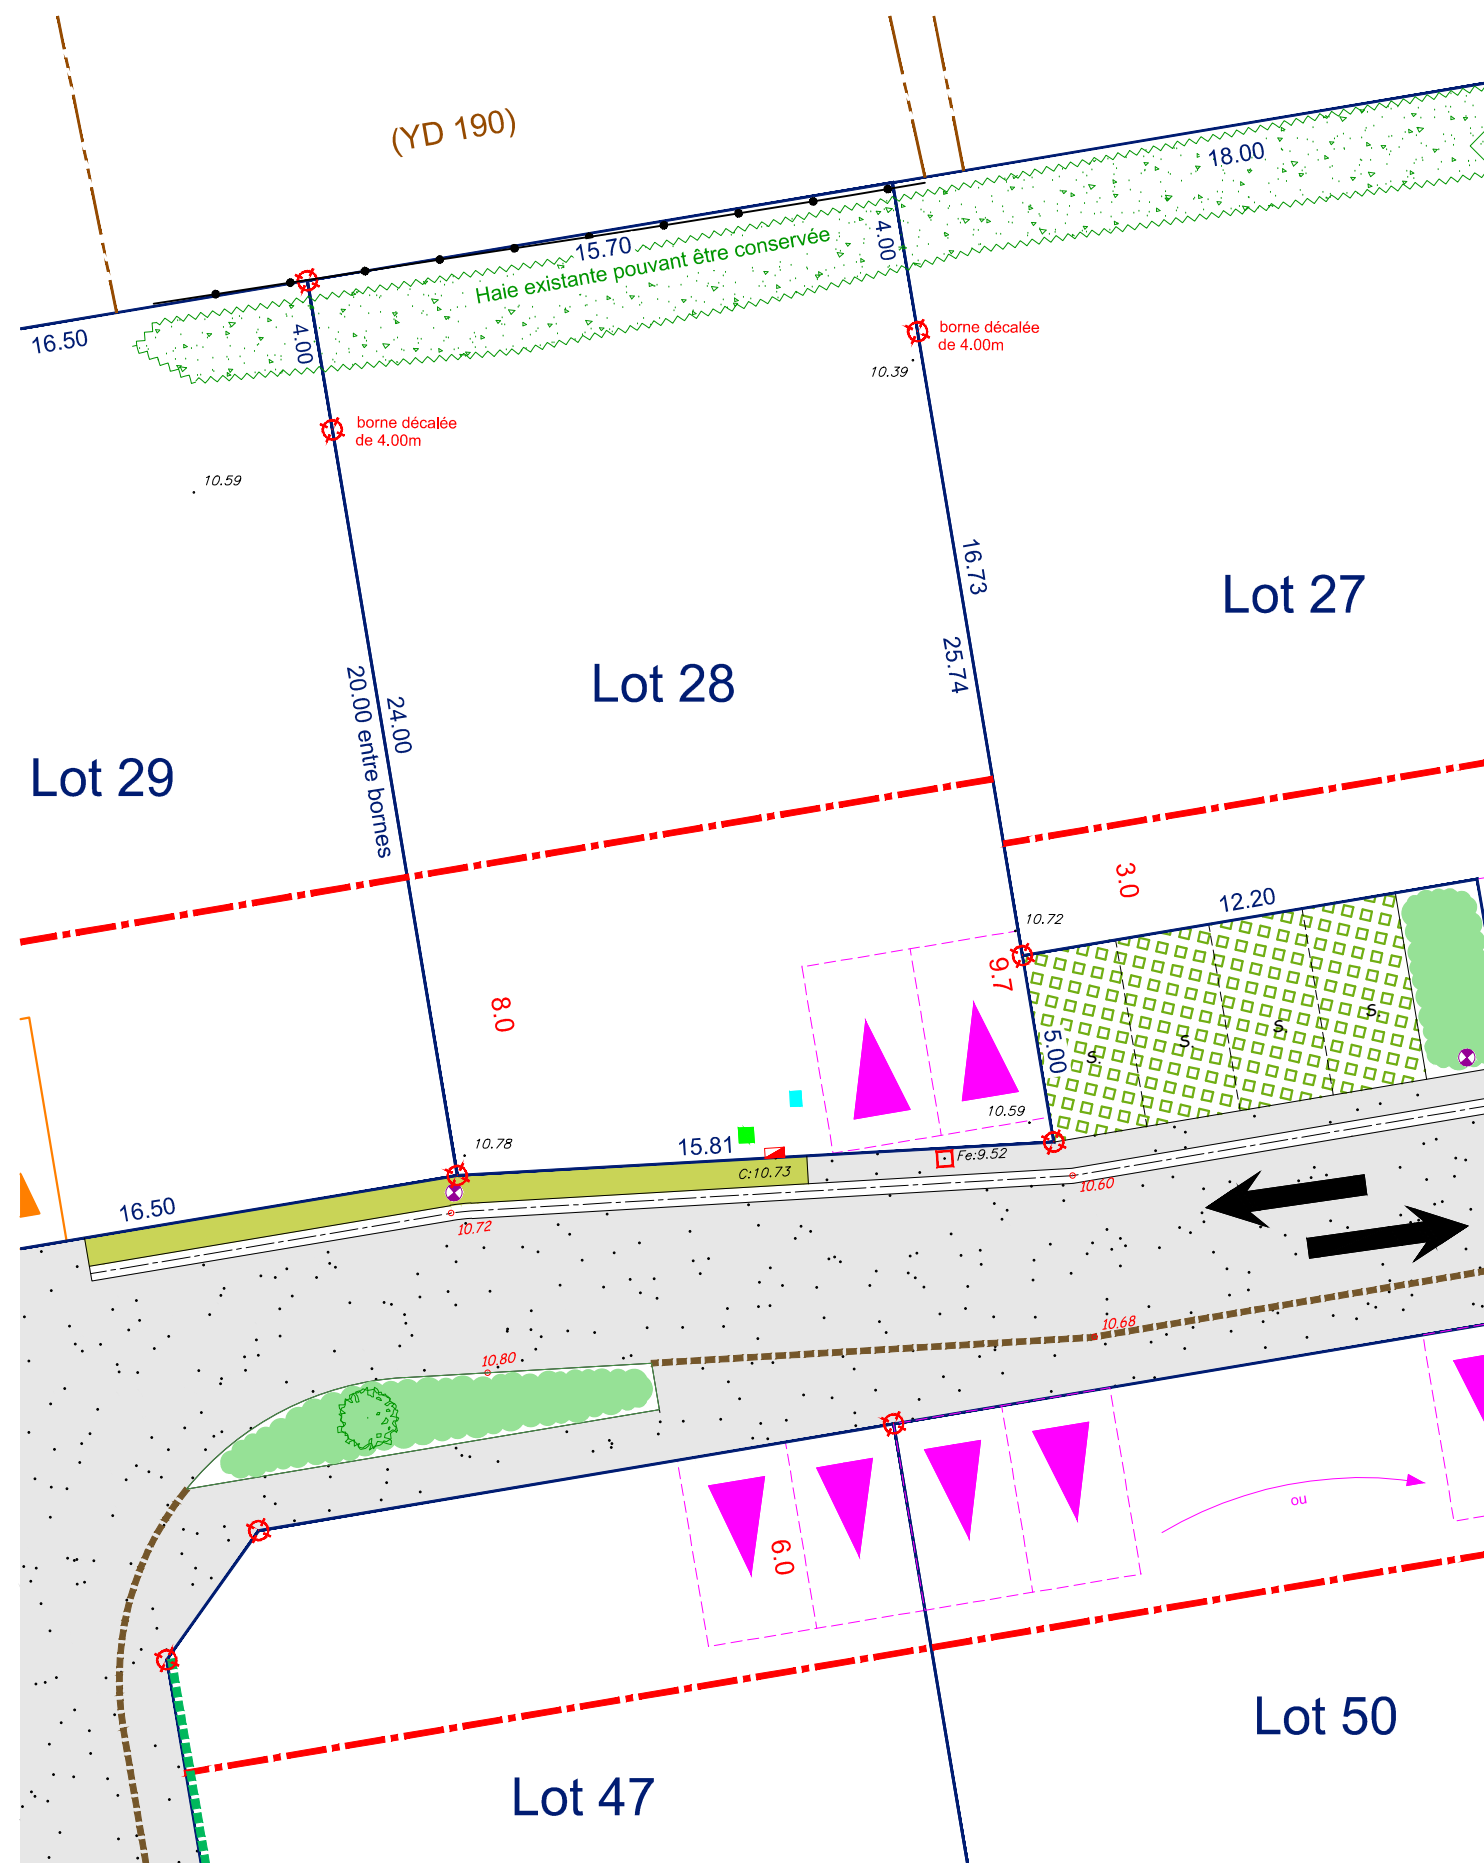 (YD 190)
18.00
15.70
Haie existante pouvant être conservée
4.00
16.50
4.00
borne décalée
de 4.00m
10.39
borne décalée
de 4.00m
10.59
16.73
Lot 27
25.74
Lot 28
20.00 entre bornes
24.00
Lot 29
3.0
12.20
10.72
9.7
8.0
S.
S.
S.
S.
5.00
10.59
10.78
15.81
C:10.73
Fe:9.52
10.60
16.50
10.72
10.68
10.80
ou
6.0
Lot 50
Lot 47